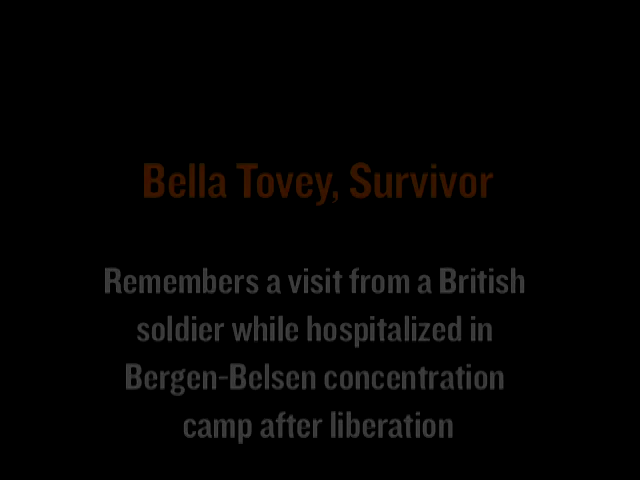 Bella Tovey, Survivor
Remembers a visit from a British
soldier while hospitalized in
Bergen-Belsen concentration
camp after liberation